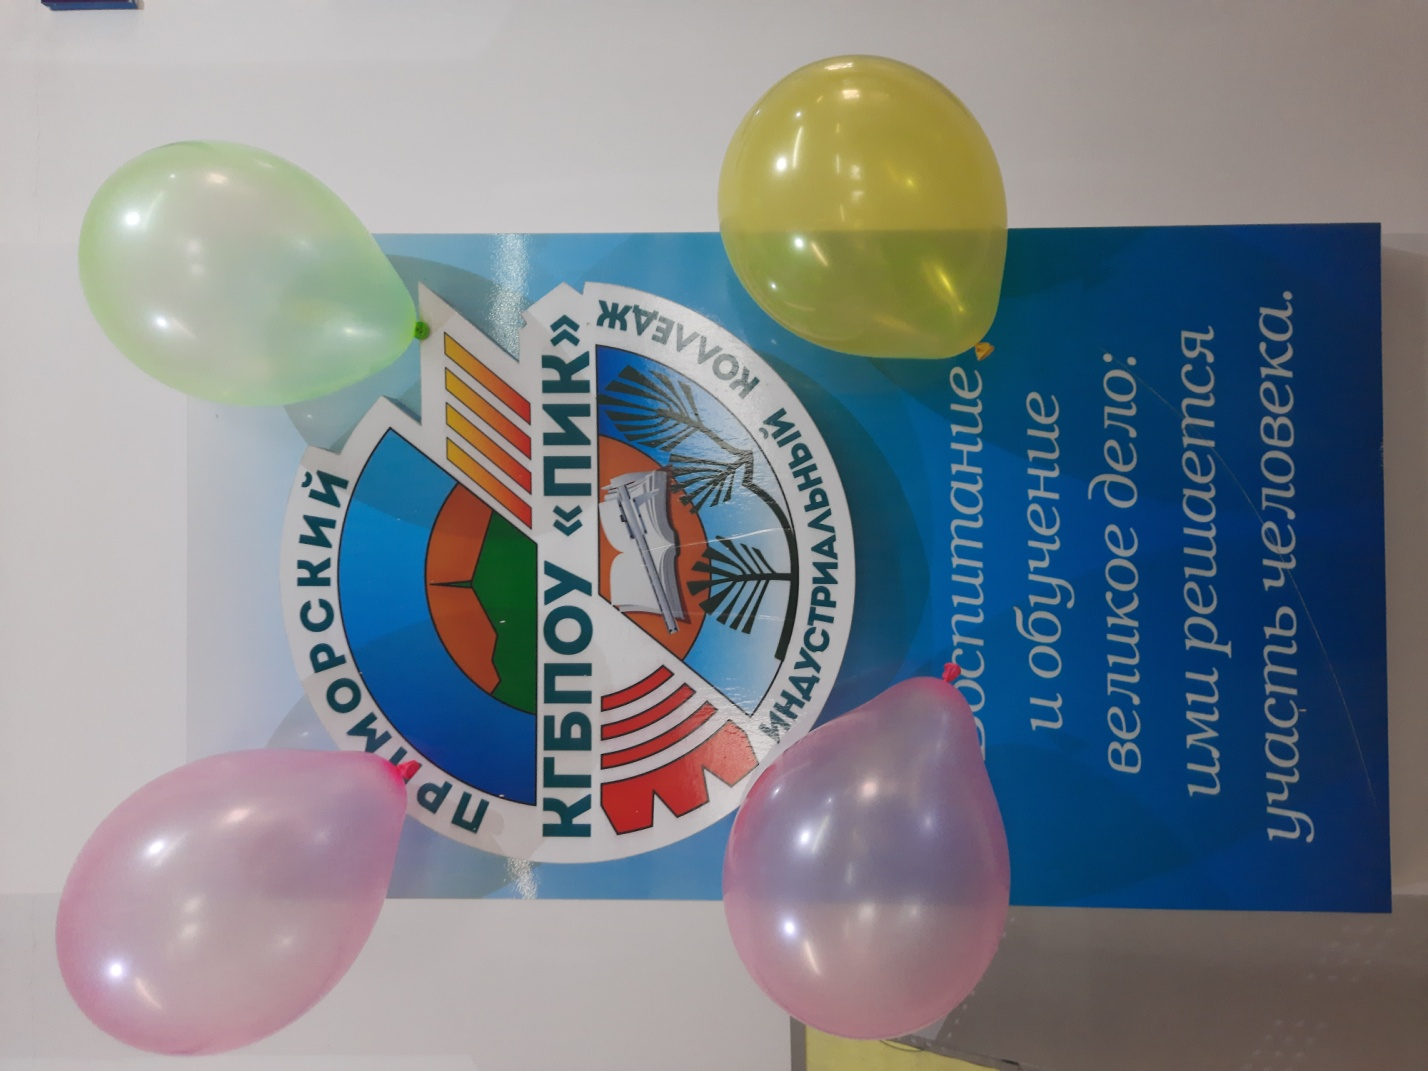 ПРИМОРСКИЙ
КГБПОУ «ПИК»
ИНДУСТРИАЛЬНЫЙ КОЛЛЕДЖ
Воспитание
и обучение
великое дело:
ими решается
участь человека.